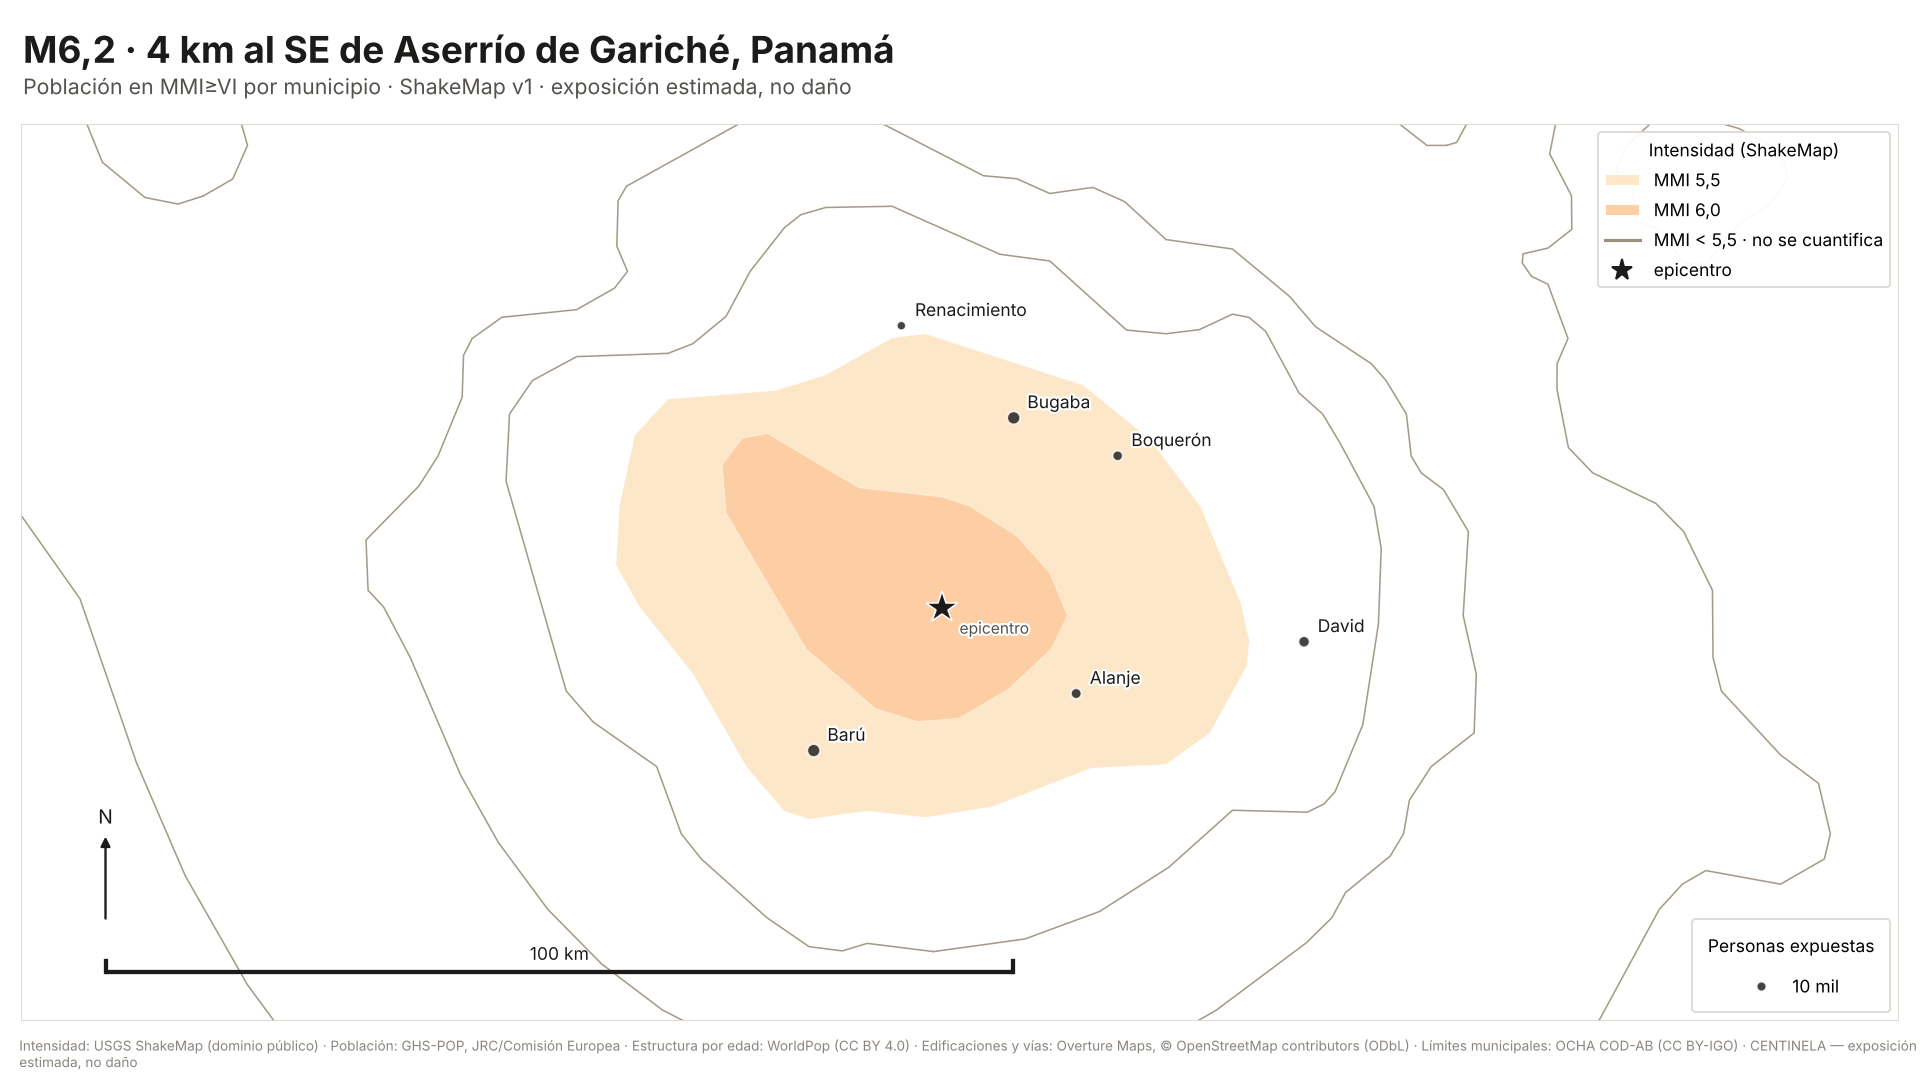 M6,2 · 4 km al SE de Aserrío de Gariché, Panamá
Población en MMI≥VI por municipio · ShakeMap v1 · exposición estimada, no daño
Intensidad (ShakeMap)
MMI 5,5
MMI 6,0
MMI < 5,5 · no se cuantifica
epicentro
Renacimiento
Bugaba
Boquerón
David
epicentro
Alanje
Barú
N
100 km
Personas expuestas
10 mil
Intensidad: USGS ShakeMap (dominio público) · Población: GHS-POP, JRC/Comisión Europea · Estructura por edad: WorldPop (CC BY 4.0) · Edificaciones y vías: Overture Maps, © OpenStreetMap contributors (ODbL) · Límites municipales: OCHA COD-AB (CC BY-IGO) · CENTINELA — exposición
estimada, no daño